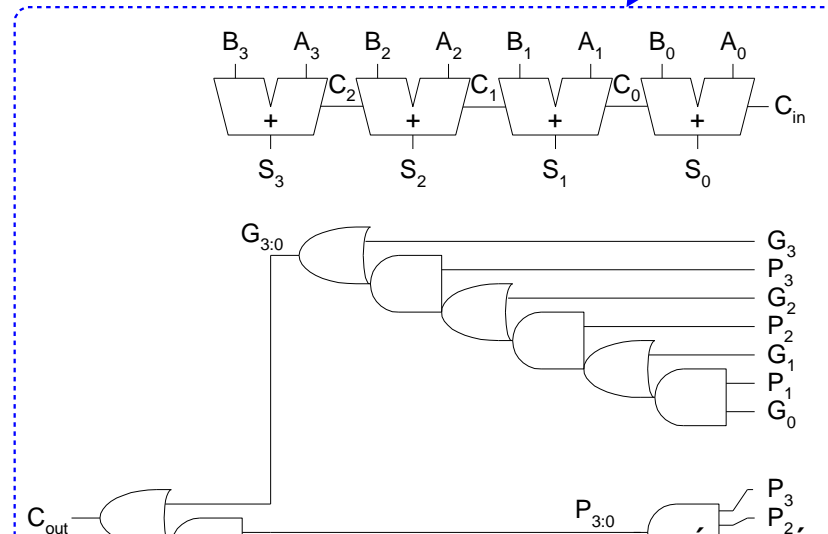 B3 A3 B2 A2 B1 A1 B0 A0
C2 C1 C0 Cin
+ + + +
S3 S2 S1 S0
G3:0 G3
P3
G2
P2
G1
P1
G0
P3
P3:0
Cout P2